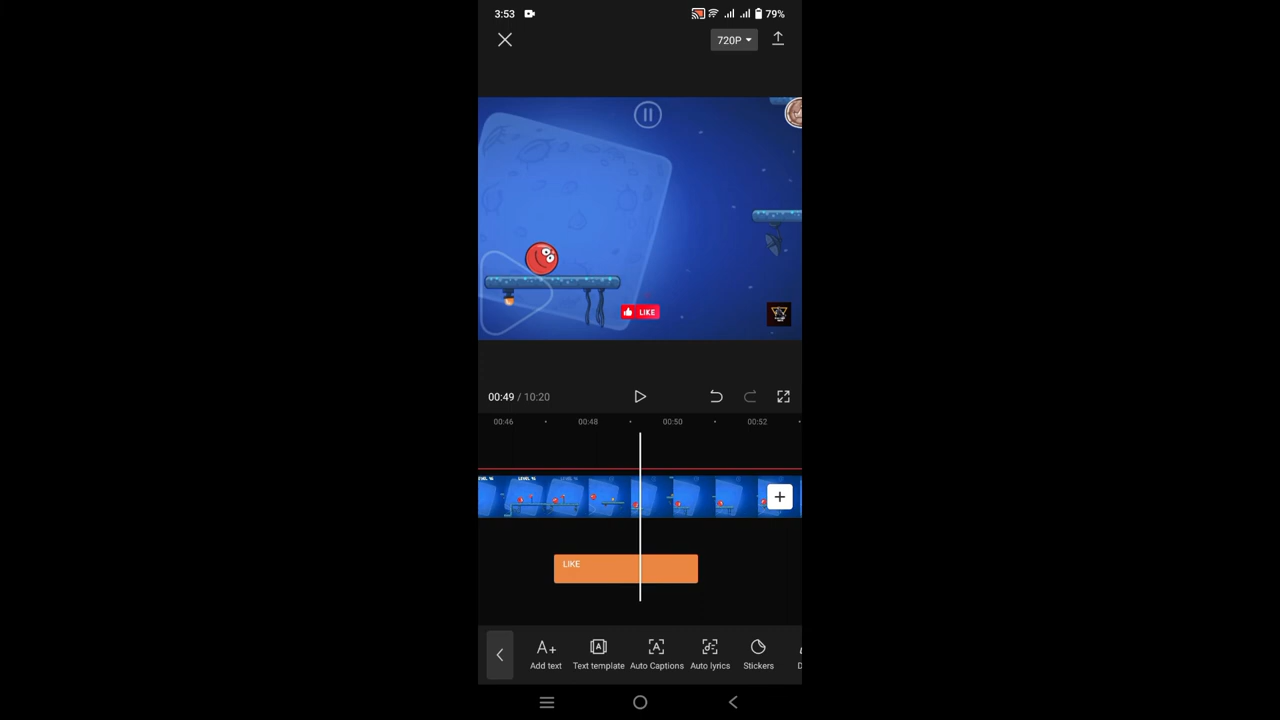 3:53
79%
720P
LIKE
00:49 / 10:20
00:46
00:48
00:50
00:52
LIKE
Add text
Text template
Auto Captions
Auto lyrics
Stickers